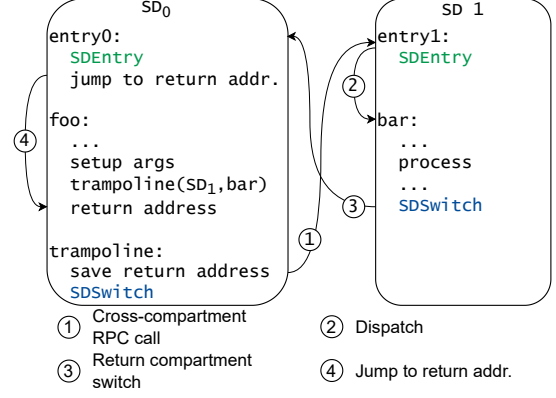 SD₀
entry0:
SDEntry
jump to return addr.
foo:
...
setup args
trampoline(SD₁,bar)
return address
trampoline:
save return address
SDSwitch
4
1
SD 1
entry1:
SDEntry
2
bar:
...
process
...
SDSwitch
3
1 Cross-compartment
RPC call
2 Dispatch
3 Return compartment
switch
4 Jump to return addr.